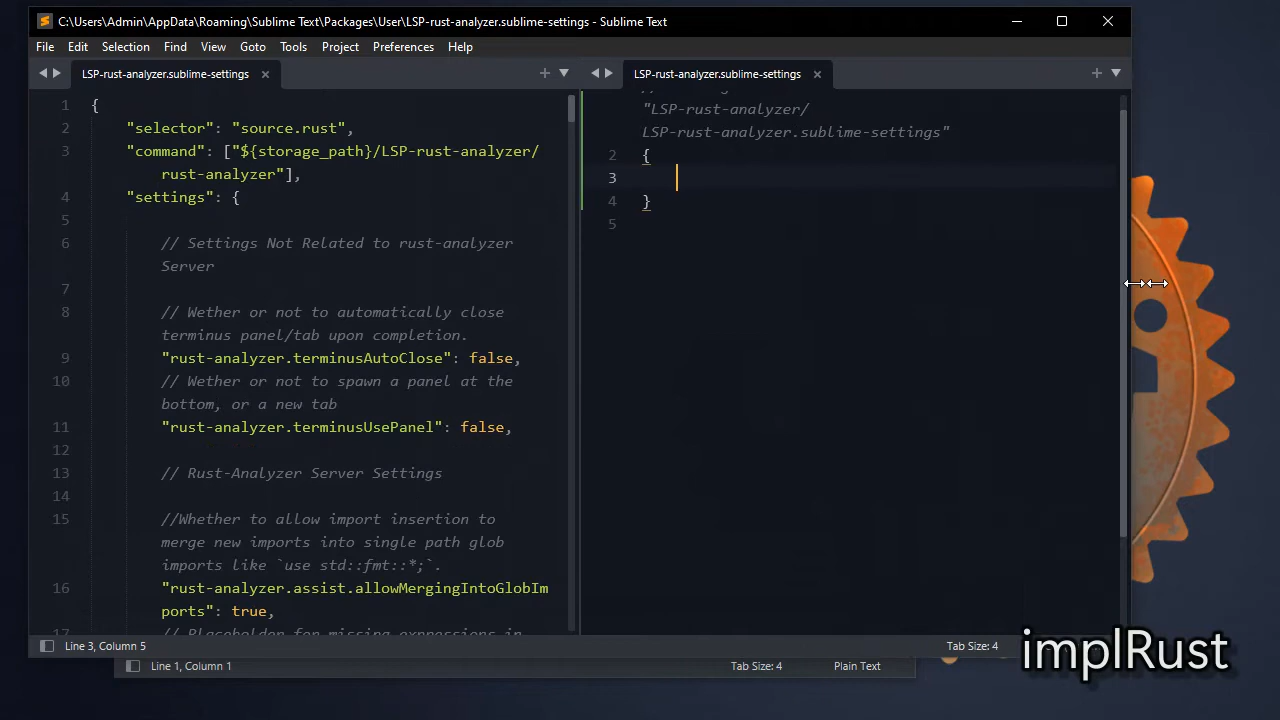 C:\Users\Admin\AppData\Roaming\Sublime Text\Packages\User\LSP-rust-analyzer.sublime-settings - Sublime Text
File Edit Selection Find View Goto Tools Project Preferences Help
LSP-rust-analyzer.sublime-settings
1 {
2 "selector": "source.rust",
3 "command": ["${storage_path}/LSP-rust-analyzer/
rust-analyzer"],
4 "settings": {
5
6 // Settings Not Related to rust-analyzer
Server
7
8 // Wether or not to automatically close
terminus panel/tab upon completion.
9 "rust-analyzer.terminusAutoClose": false,
10 // Wether or not to spawn a panel at the
bottom, or a new tab
11 "rust-analyzer.terminusUsePanel": false,
12
13 // Rust-Analyzer Server Settings
14
15 //Whether to allow import insertion to
merge new imports into single path glob
imports like `use std::fmt::*;`.
16 "rust-analyzer.assist.allowMergingIntoGlobIm
ports": true,
17 // Placeholder for missing expressions in
LSP-rust-analyzer.sublime-settings
"LSP-rust-analyzer/
LSP-rust-analyzer.sublime-settings"
2 {
3
4 }
5
Line 3, Column 5
Tab Size: 4
Line 1, Column 1
Tab Size: 4
Plain Text
implRust